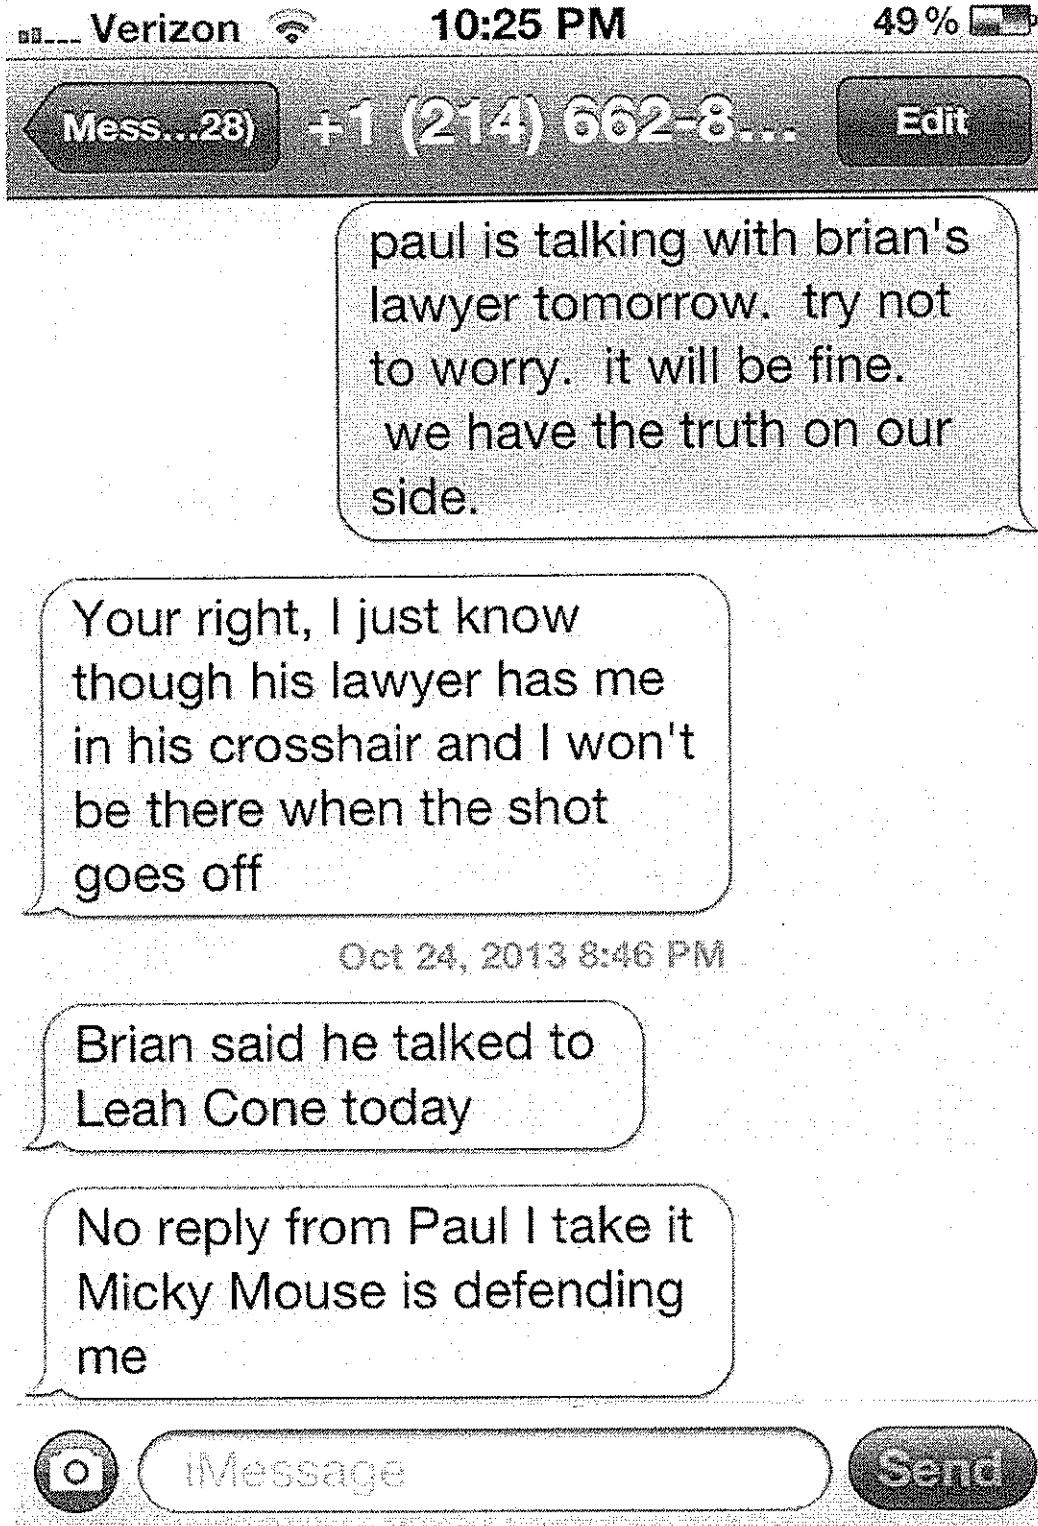 Verizon 10:25 PM 49%
Mess...28) +1 (214) 662-8... Edit
paul is talking with brian's
lawyer tomorrow.  try not
to worry.  it will be fine.
we have the truth on our
side.
Your right, I just know
though his lawyer has me
in his crosshair and I won't
be there when the shot
goes off
Oct 24, 2013 8:46 PM
Brian said he talked to
Leah Cone today
No reply from Paul I take it
Micky Mouse is defending
me
iMessage Send